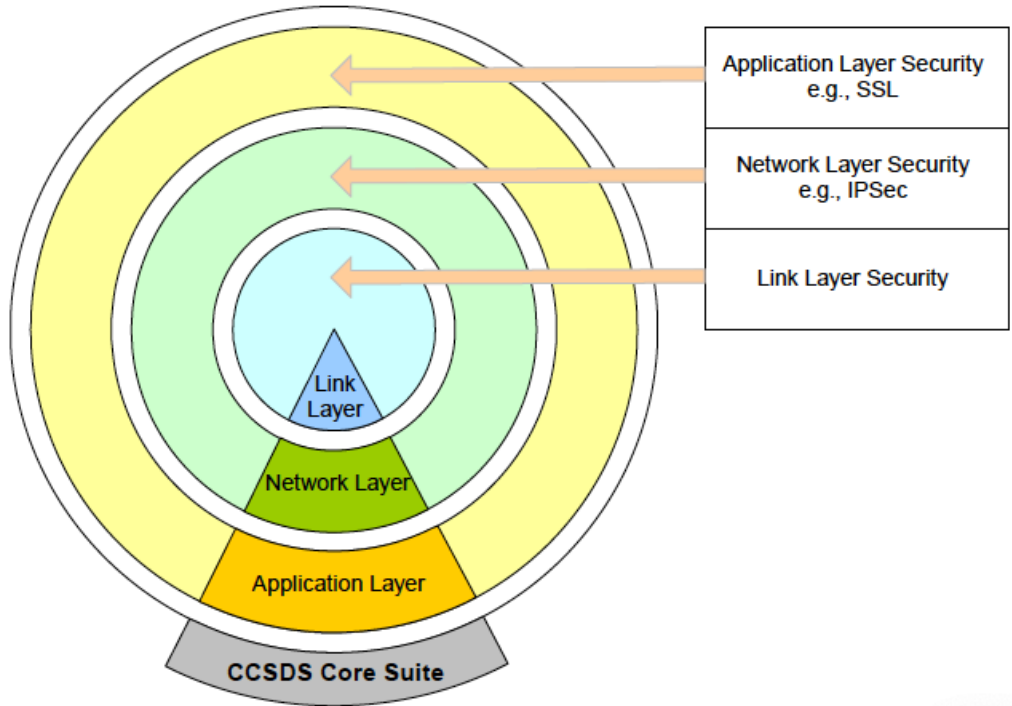 Application Layer Security
e.g., SSL
Network Layer Security
e.g., IPSec
Link Layer Security
Link
Layer
Network Layer
Application Layer
CCSDS Core Suite